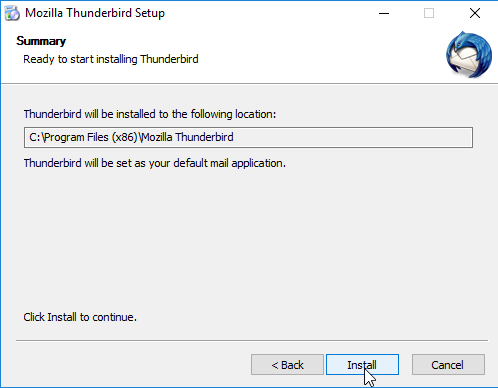 Mozilla Thunderbird Setup
Summary
Ready to start installing Thunderbird
Thunderbird will be installed to the following location:
C:\Program Files (x86)\Mozilla Thunderbird
Thunderbird will be set as your default mail application.
Click Install to continue.
< Back Install Cancel